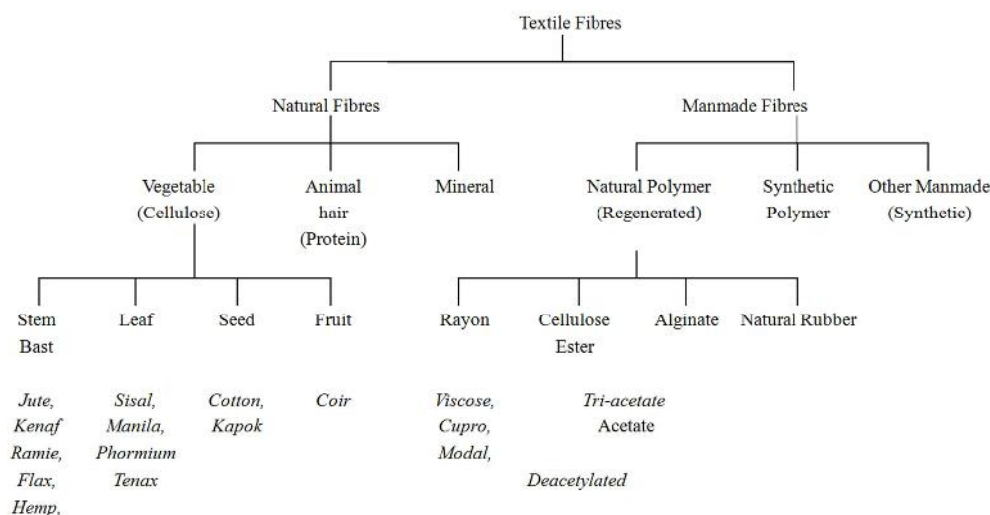 Textile Fibres
Natural Fibres
Manmade Fibres
Vegetable
(Cellulose)
Animal
hair
(Protein)
Mineral
Natural Polymer
(Regenerated)
Synthetic
Polymer
Other Manmade
(Synthetic)
Stem
Bast
Leaf
Seed
Fruit
Rayon
Cellulose
Ester
Alginate
Natural Rubber
Jute,
Kenaf
Ramie,
Flax,
Hemp,
Sisal,
Manila,
Phormium
Tenax
Cotton,
Kapok
Coir
Viscose,
Cupro,
Modal,
Tri-acetate
Acetate
Deacetylated